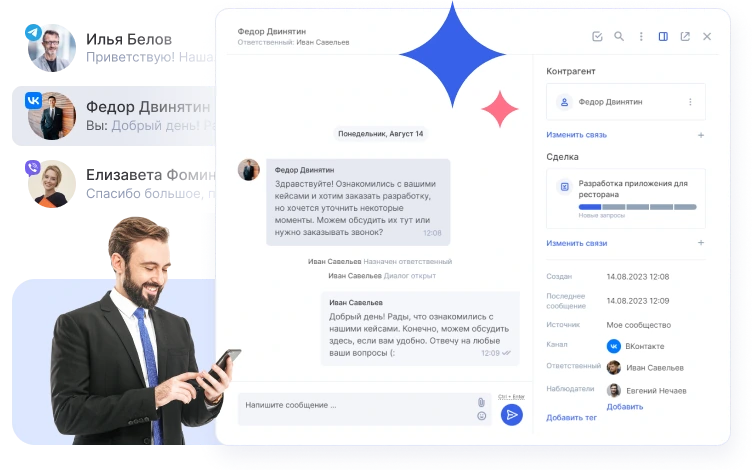 Илья Белов
Приветствую! Наша
Федор Двинятин
Вы: Добрый день!
Елизавета Фомин
Спасибо большое,
Федор Двинятин
Ответственный: Иван Савельев
Понедельник, Август 14
Федор Двинятин
Здравствуйте! Ознакомились с вашими
кейсами и хотим заказать разработку,
но хочется уточнить некоторые
моменты. Можем обсудить их тут или
нужно заказывать звонок?
12:08
Иван Савельев Назначен ответственный
Иван Савельев Диалог открыт
Иван Савельев
Добрый день! Рады, что ознакомились с
нашими кейсами. Конечно, можем обсудить
здесь, если вам удобно. Отвечу на любые
ваши вопросы (:
12:09
Напишите сообщение ...
Ctrl + Enter
Контрагент
Федор Двинятин
Изменить связь +
Сделка
Разработка приложения для
ресторана
Новые запросы
Изменить связи +
Создан 14.08.2023 12:08
Последнее
сообщение 14.08.2023 12:09
Источник Мое сообщество
Канал ВКонтакте
Ответственный Иван Савельев
Наблюдатели Евгений Нечаев
Добавить
Добавить тег